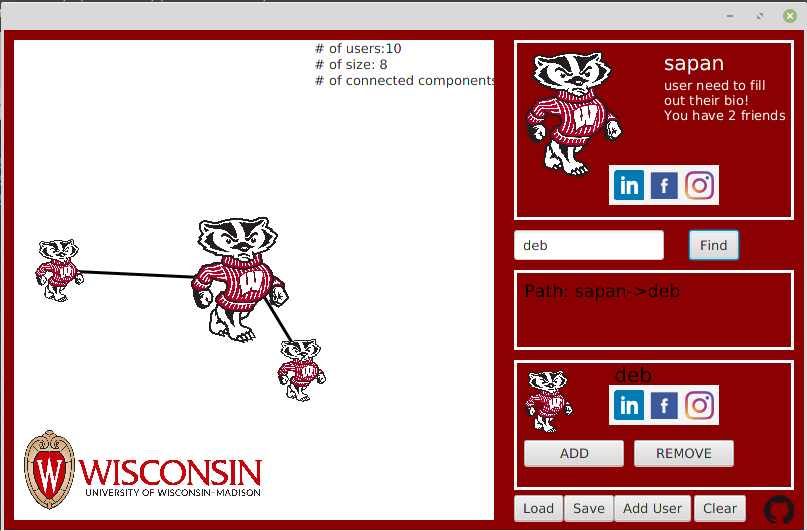 # of users:10
# of size: 8
# of connected components
sapan
user need to fill
out their bio!
You have 2 friends
in f
deb
Find
Path: sapan->deb
deb
in f
ADD
REMOVE
W
WISCONSIN
UNIVERSITY OF WISCONSIN-MADISON
Load
Save
Add User
Clear